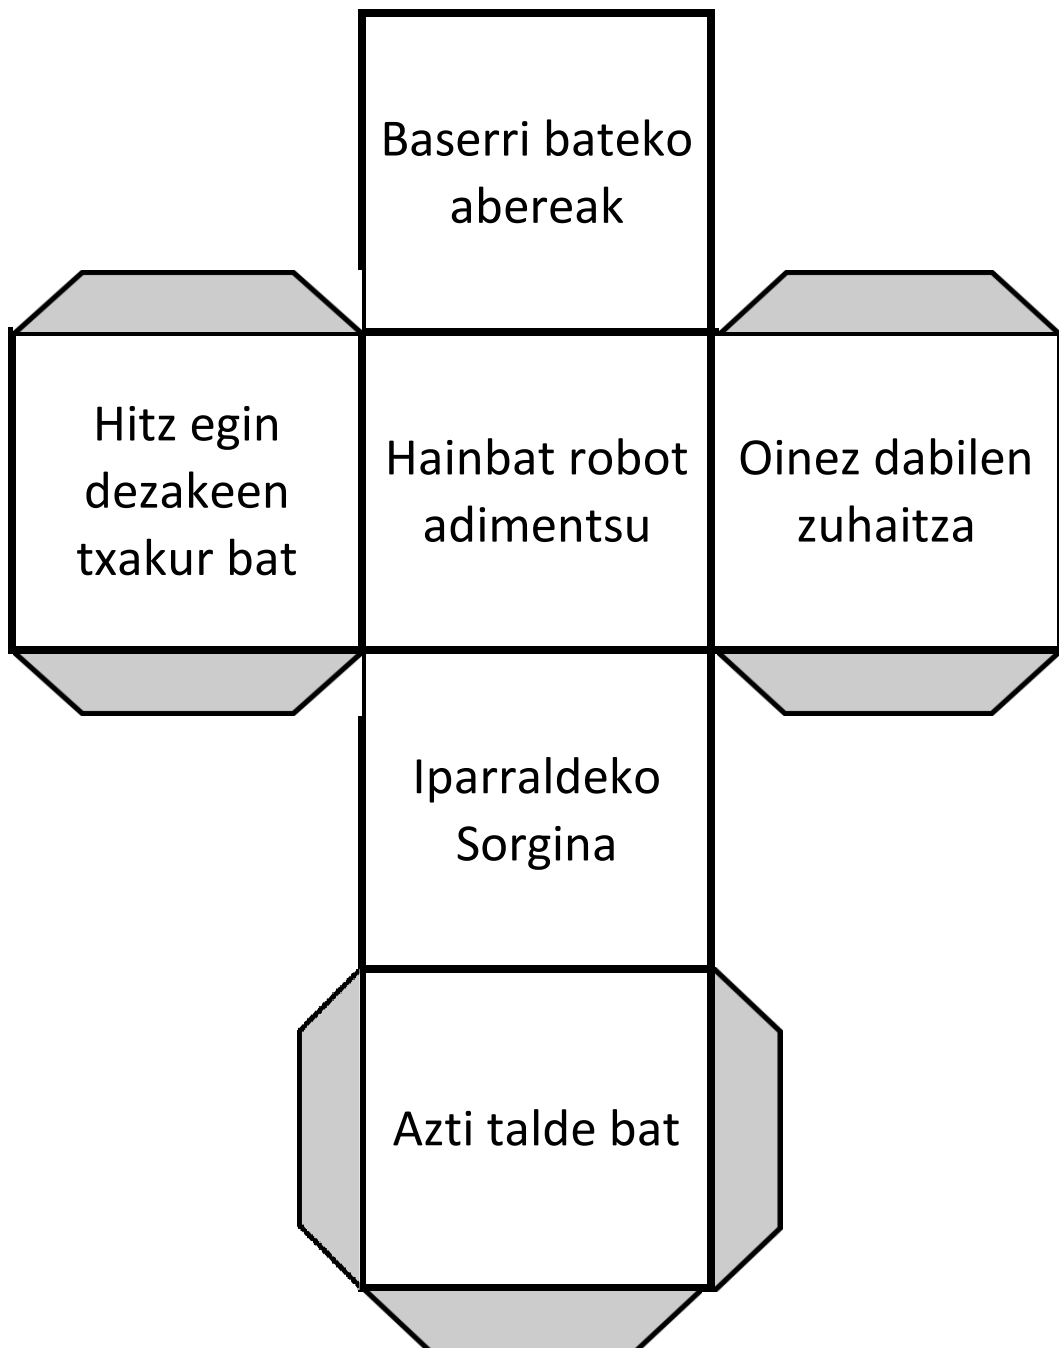 Baserri bateko
abereak
Hitz egin
dezakeen
txakur bat
Hainbat robot
adimentsu
Oinez dabilen
zuhaitza
Iparraldeko
Sorgina
Azti talde bat